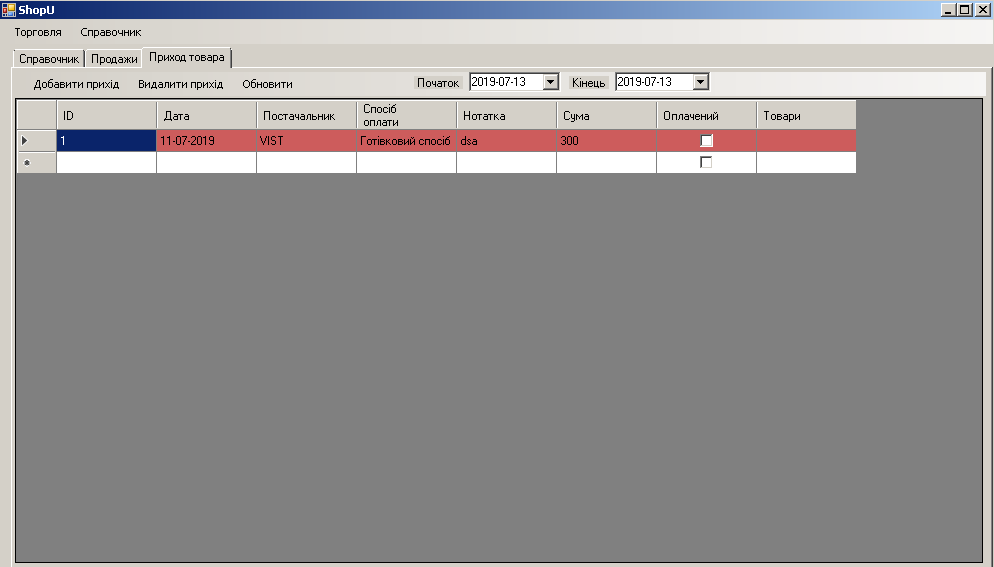 ShopU
Торговля Справочник
Справочник Продажи Приход товара
Добавити прихід Видалити прихід Обновити Початок 2019-07-13 Кінець 2019-07-13
ID Дата Постачальник Спосіб оплати Нотатка Сума Оплачений Товари
1 11-07-2019 VIST Готівковий спосіб dsa 300